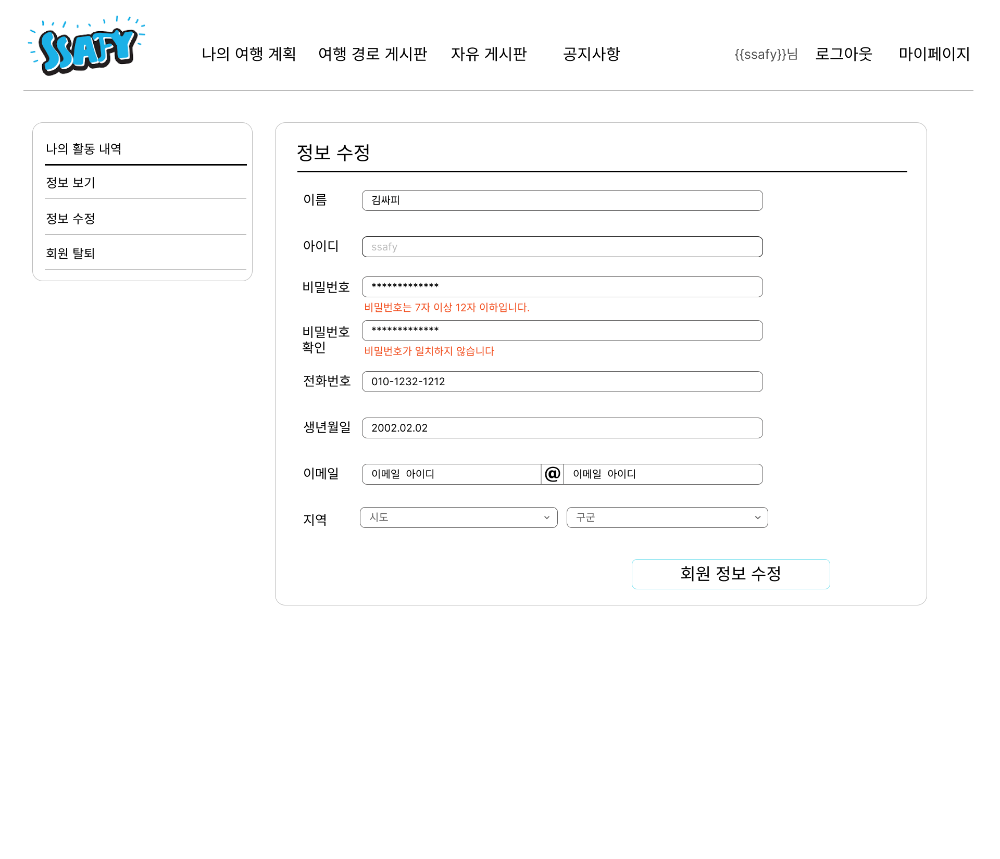 SSAFY
나의 여행 계획 여행 경로 게시판 자유 게시판 공지사항 {{ssafy}}님 로그아웃 마이페이지
나의 활동 내역
정보 보기
정보 수정
회원 탈퇴
정보 수정
이름 김싸피
아이디 ssafy
비밀번호 *************
비밀번호는 7자 이상 12자 이하입니다.
비밀번호 *************
확인
비밀번호가 일치하지 않습니다
전화번호 010-1232-1212
생년월일 2002.02.02
이메일 이메일 아이디 @ 이메일 아이디
지역 시도 구군
회원 정보 수정